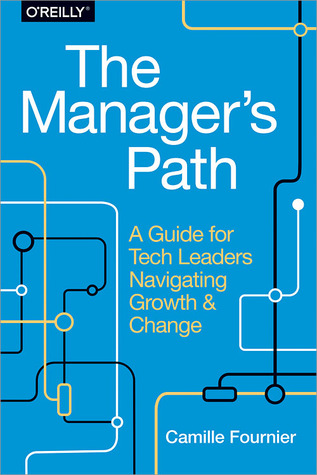 O'REILLY®
The
Manager's
Path
A Guide for
Tech Leaders
Navigating
Growth &
Change
Camille Fournier